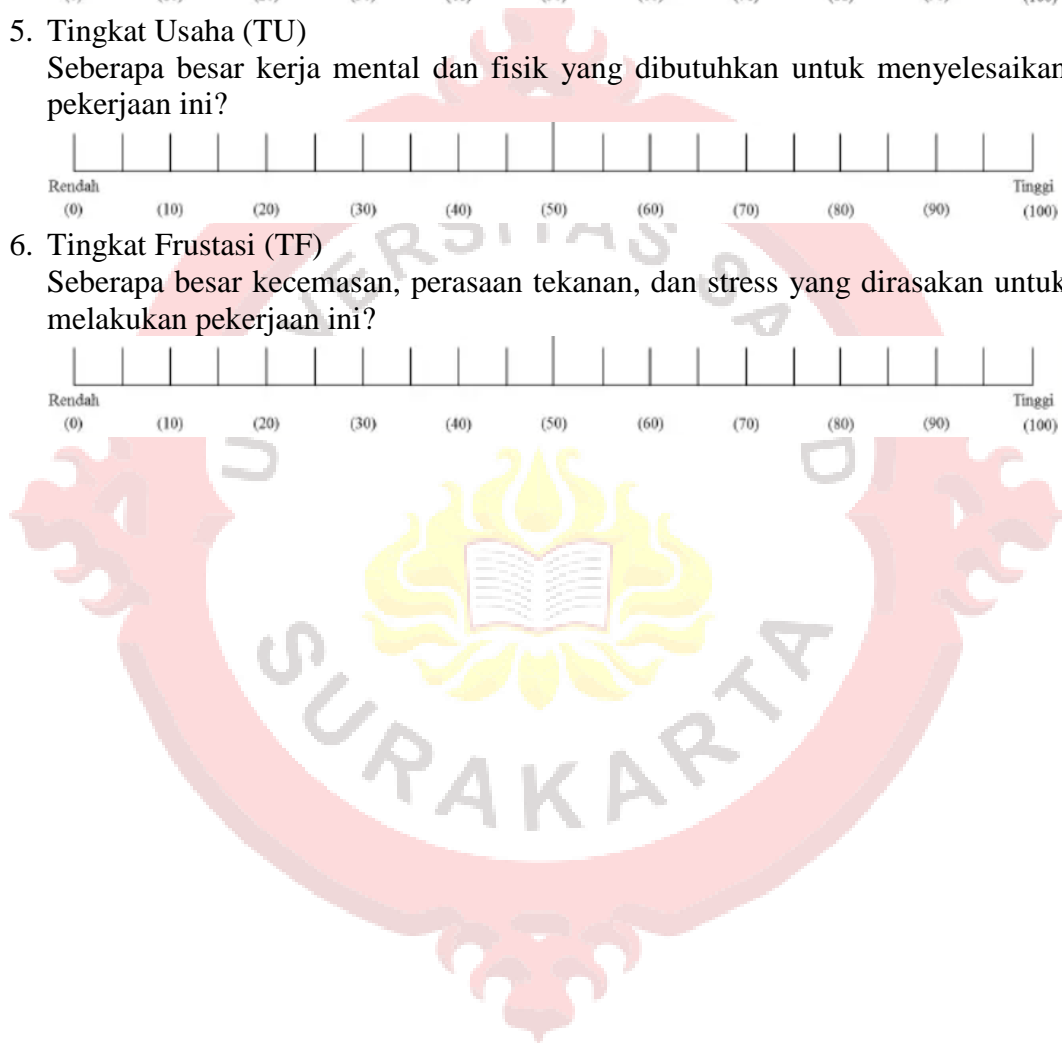 5. Tingkat Usaha (TU)
Seberapa besar kerja mental dan fisik yang dibutuhkan untuk menyelesaikan
pekerjaan ini?
Rendah Tinggi
(0) (10) (20) (30) (40) (50) (60) (70) (80) (90) (100)
VERSITAS SA
6. Tingkat Frustasi (TF)
Seberapa besar kecemasan, perasaan tekanan, dan stress yang dirasakan untuk
melakukan pekerjaan ini?
Rendah Tinggi
(0) (10) (20) (30) (40) (50) (60) (70) (80) (90) (100)
U D
SURAKARTA